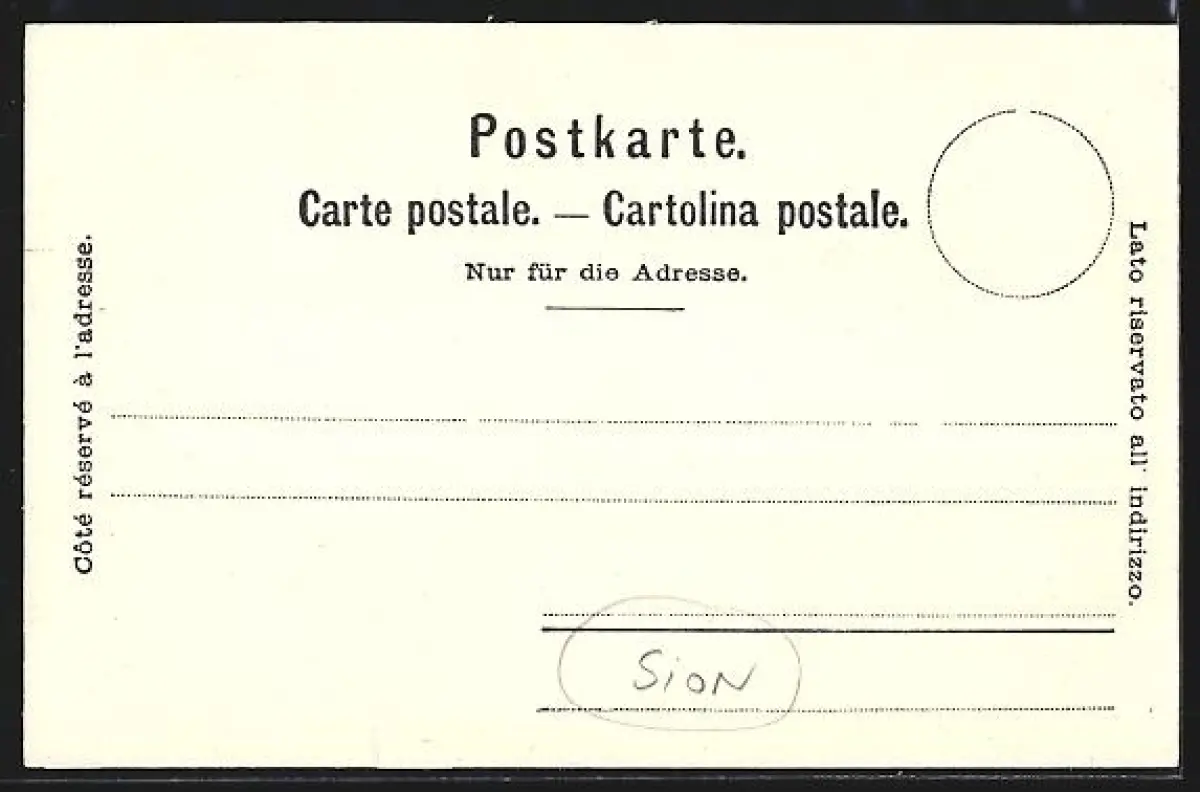 Postkarte.
Carte postale. — Cartolina postale.
Nur für die Adresse.
Côté réservé à l'adresse.
Lato riservato all' indirizzo.
SiON